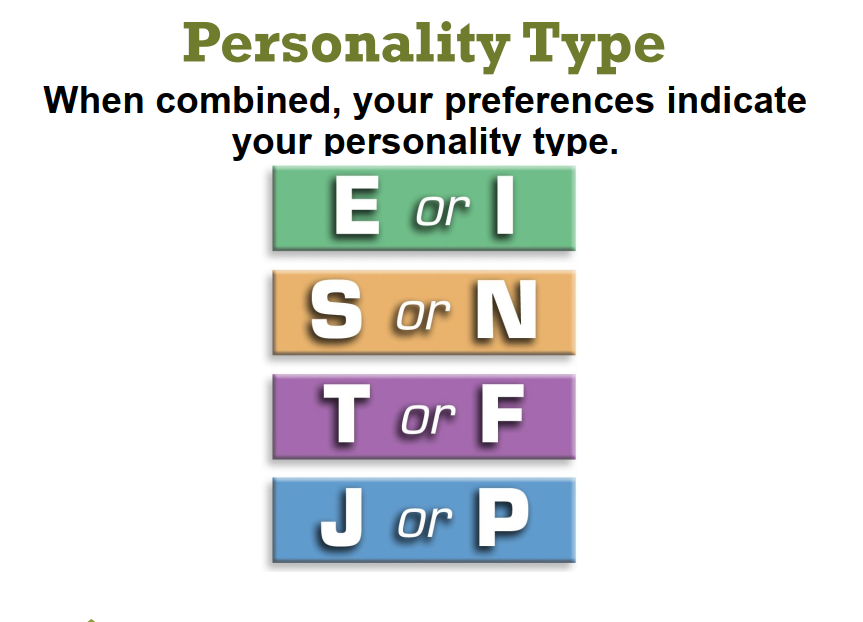 Personality Type
When combined, your preferences indicate
your personality type.
E or I
S or N
T or F
J or P